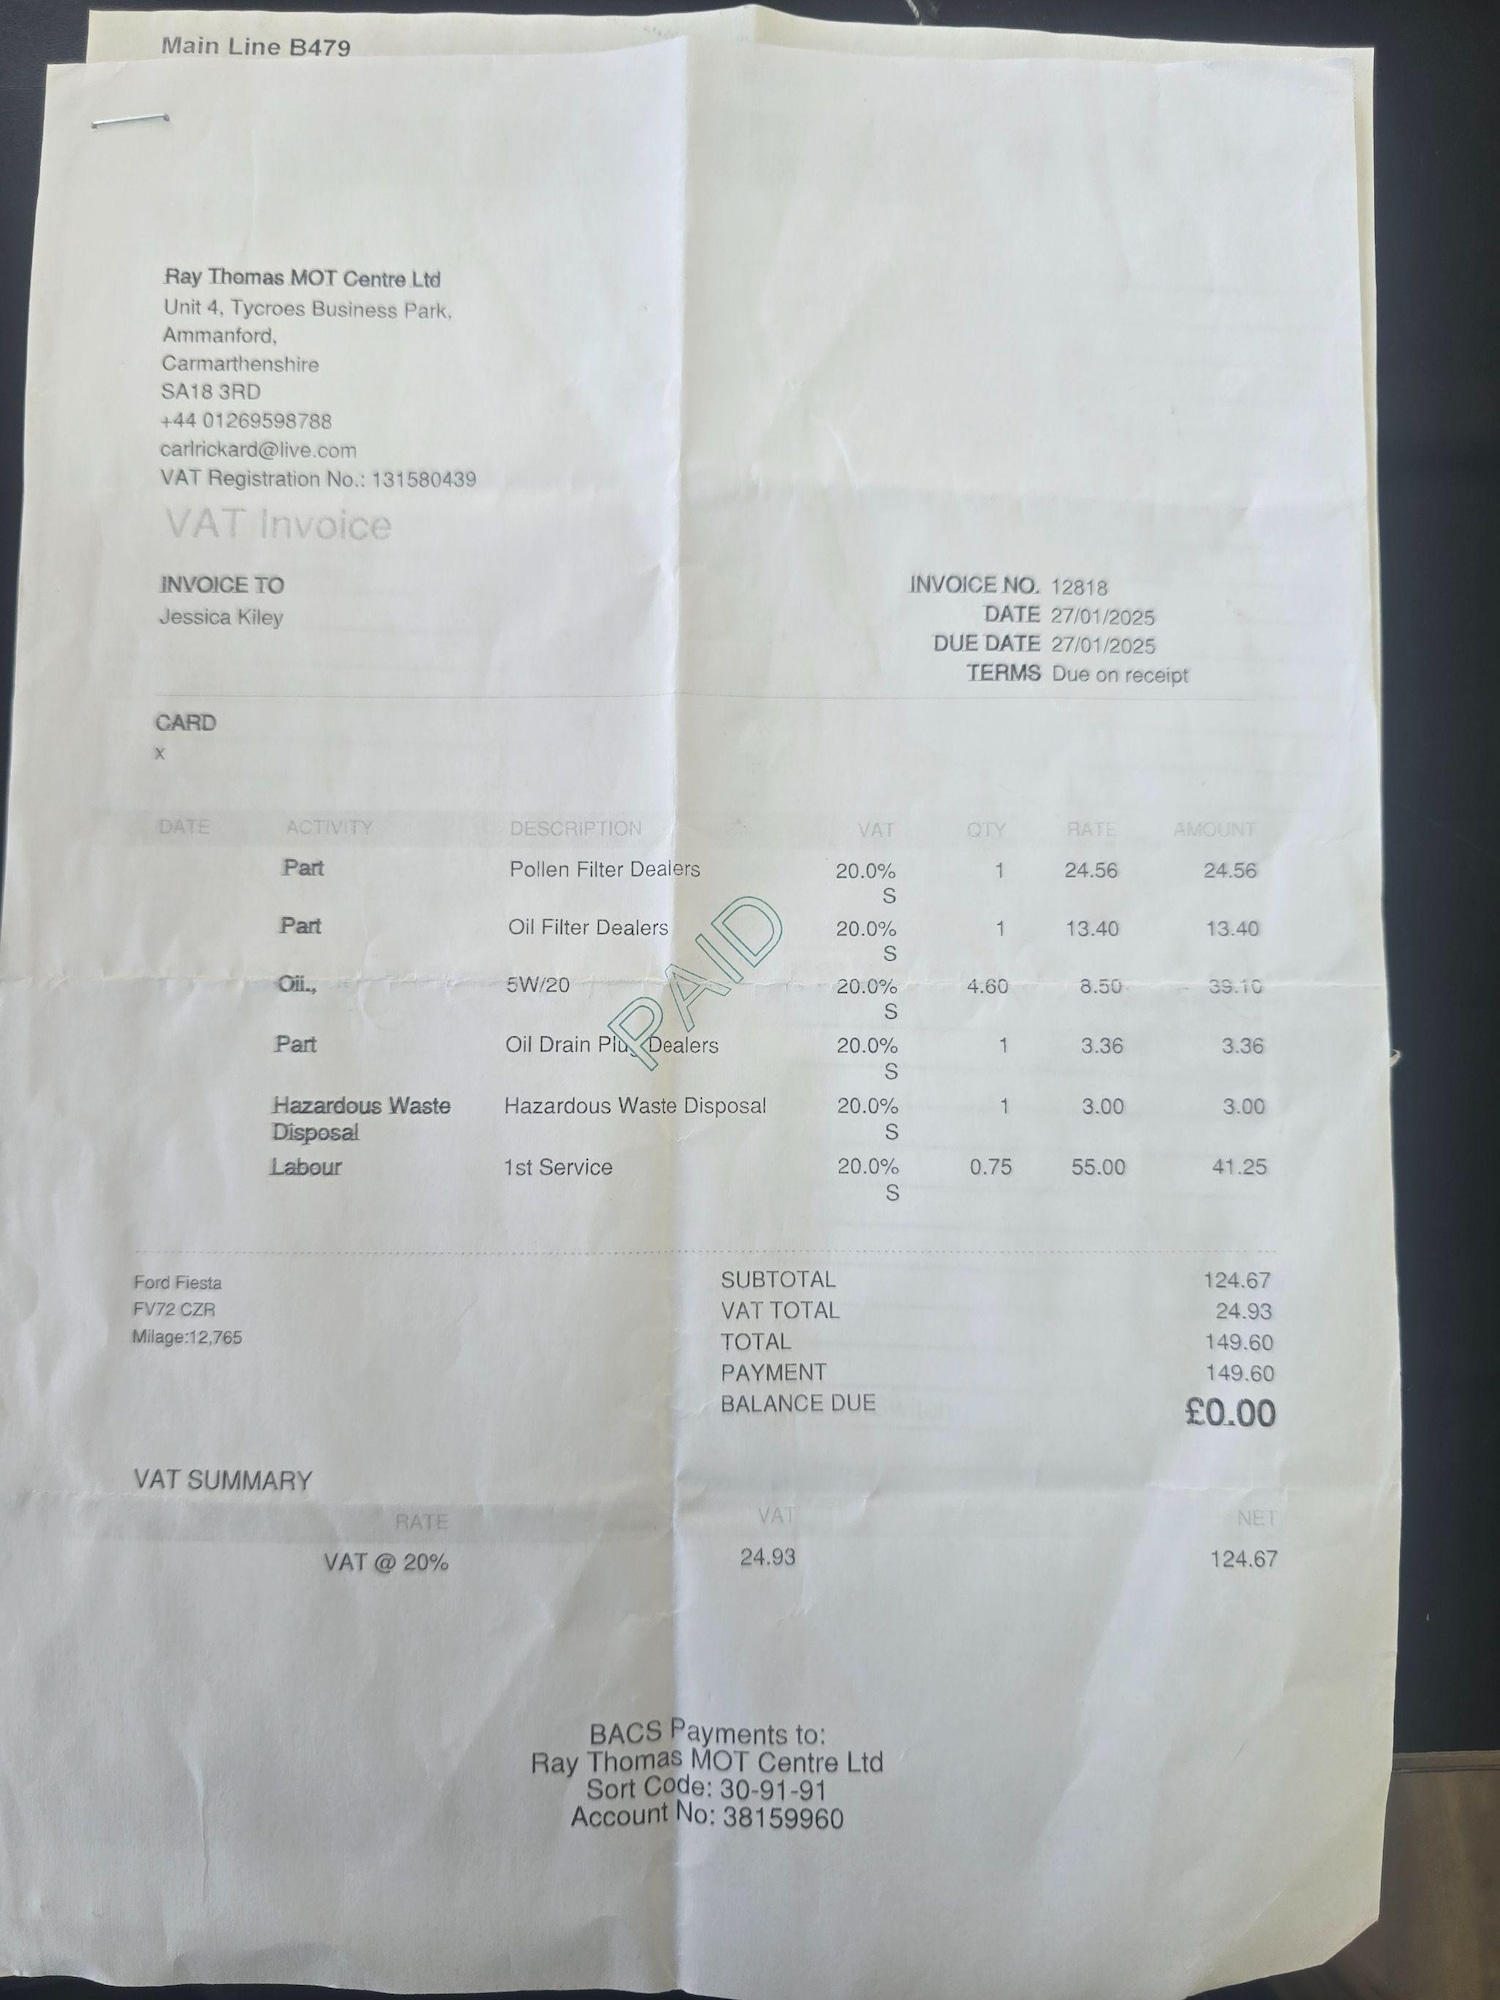 Main Line B479
Ray Thomas MOT Centre Ltd
Unit 4, Tycroes Business Park,
Ammanford,
Carmarthenshire
SA18 3RD
+44 01269598788
carlrickard@live.com
VAT Registration No.: 131580439
VAT Invoice
INVOICE TO
Jessica Kiley
INVOICE NO. 12818
DATE 27/01/2025
DUE DATE 27/01/2025
TERMS Due on receipt
CARD
x
DATE ACTIVITY DESCRIPTION VAT QTY RATE AMOUNT
Part Pollen Filter Dealers 20.0% 1 24.56 24.56
S
Part Oil Filter Dealers 20.0% 1 13.40 13.40
S
Oil., 5W/20 20.0% 4.60 8.50 39.10
S
Part Oil Drain Plug Dealers 20.0% 1 3.36 3.36
S
Hazardous Waste Hazardous Waste Disposal 20.0% 1 3.00 3.00
Disposal S
Labour 1st Service 20.0% 0.75 55.00 41.25
S
PAID
Ford Fiesta
FV72 CZR
Milage:12,765
SUBTOTAL 124.67
VAT TOTAL 24.93
TOTAL 149.60
PAYMENT 149.60
BALANCE DUE £0.00
VAT SUMMARY
RATE VAT NET
VAT @ 20% 24.93 124.67
BACS Payments to:
Ray Thomas MOT Centre Ltd
Sort Code: 30-91-91
Account No: 38159960